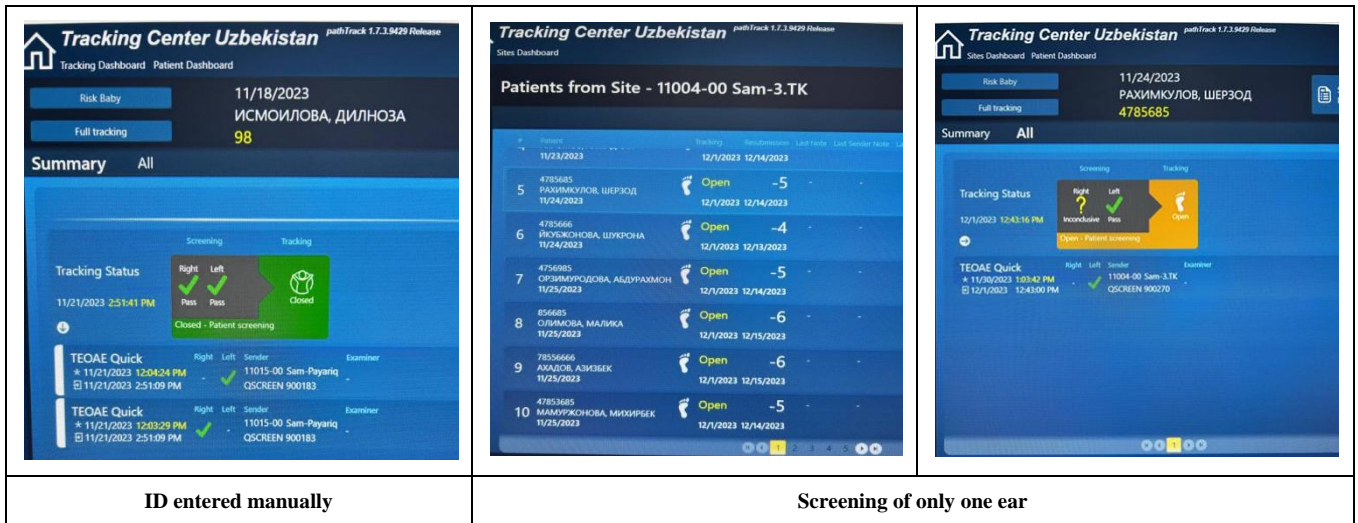 Tracking Center Uzbekistan pathTrack 1.7.3.9429 Release
Tracking Dashboard Patient Dashboard
Risk Baby
Full tracking
11/18/2023
ИСМОИЛОВА, ДИЛНОЗА
98
Summary All
Screening Tracking
Tracking Status
11/21/2023 2:51:41 PM
Right Left
Pass Pass
Closed
Closed - Patient screening
TEOAE Quick Right Left Sender Examiner
* 11/21/2023 12:04:24 PM - 11015-00 Sam-Payariq -
11/21/2023 2:51:09 PM QSCREEN 900183
TEOAE Quick Right Left Sender Examiner
* 11/21/2023 12:03:29 PM - 11015-00 Sam-Payariq -
11/21/2023 2:51:09 PM QSCREEN 900183
ID entered manually
Tracking Center Uzbekistan pathTrack 1.7.3.9429 Release
Sites Dashboard
Patients from Site - 11004-00 Sam-3.TK
# Patient Tracking Resubmission Last Note Last Sender Note
11/23/2023 12/1/2023 12/14/2023
4785685
5 РАХИМКУЛОВ, ШЕРЗОД Open -5 - -
11/24/2023 12/1/2023 12/14/2023
4785666
6 ЙКУБЖОНОВА, ШУКРОНА Open -4 - -
11/24/2023 12/1/2023 12/13/2023
4756985
7 ОРЗИМУРОДОВА, АБДУРАХМОН Open -5 - -
11/25/2023 12/1/2023 12/14/2023
856685
8 ОЛИМОВА, МАЛИКА Open -6 - -
11/25/2023 12/1/2023 12/15/2023
78556666
9 АХАДОВ, АЗИЗБЕК Open -6 - -
11/25/2023 12/1/2023 12/15/2023
47853685
10 МАМУРЖОНОВА, МИХИРБЕК Open -5 - -
11/25/2023 12/1/2023 12/14/2023
1 2 3 4 5
Tracking Center Uzbekistan pathTrack 1.7.3.9429 Release
Sites Dashboard Patient Dashboard
Risk Baby
Full tracking
11/24/2023
РАХИМКУЛОВ, ШЕРЗОД
4785685
Summary All
Screening Tracking
Tracking Status
12/1/2023 12:43:16 PM
Right Left
?
Inconclusive Pass
Open
Open - Patient screening
TEOAE Quick Right Left Sender Examiner
* 11/30/2023 1:03:42 PM - 11004-00 Sam-3.TK -
12/1/2023 12:43:00 PM QSCREEN 900270
1
Screening of only one ear